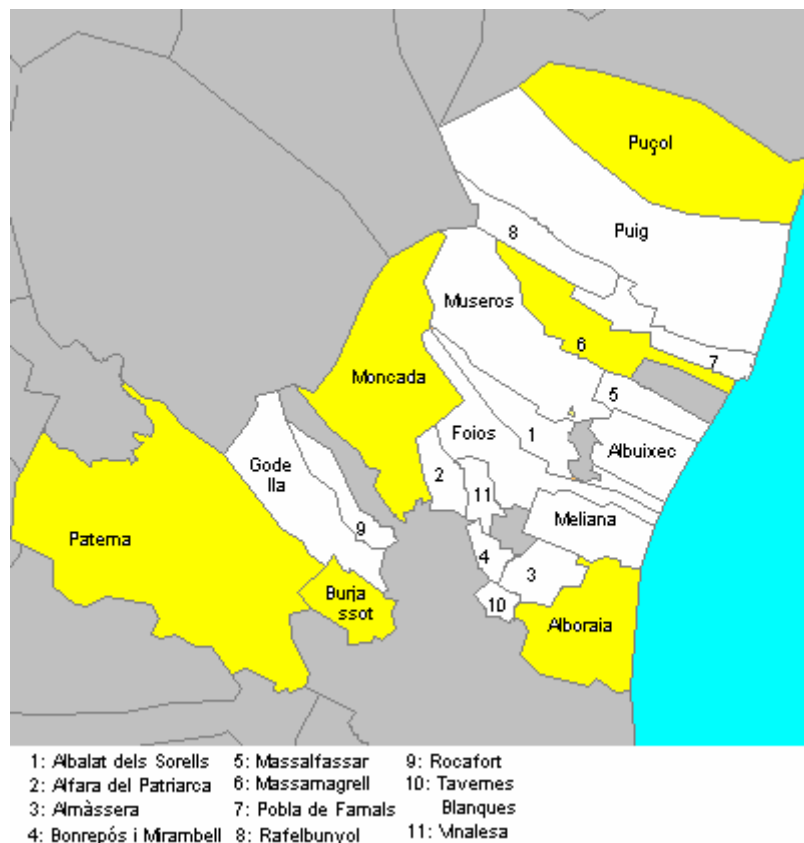 Puçol
Puig
8
Museros
6
7
Moncada
5
Foios
1
Albuixec
Gode
lla
2
11
9
Meliana
Paterna
4
3
Burja
ssot
10
Alboraia
1: Albalat dels Sorells
2: Alfara del Patriarca
3: Almàssera
4: Bonrepós i Mirambell
5: Massalfassar
6: Massamagrell
7: Pobla de Farnals
8: Rafelbunyol
9: Rocafort
10: Tavernes
Blanques
11: Vinalesa